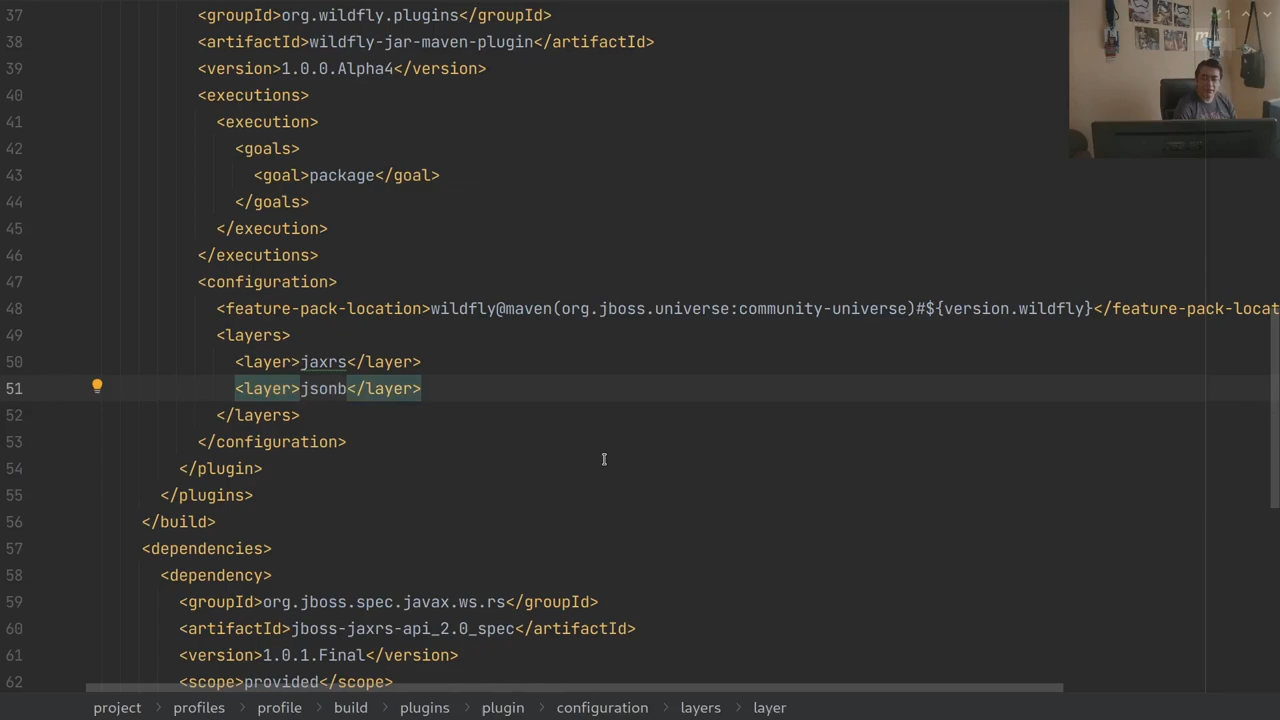 37 <groupId>org.wildfly.plugins</groupId>
38 <artifactId>wildfly-jar-maven-plugin</artifactId>
39 <version>1.0.0.Alpha4</version>
40 <executions>
41 <execution>
42 <goals>
43 <goal>package</goal>
44 </goals>
45 </execution>
46 </executions>
47 <configuration>
48 <feature-pack-location>wildfly@maven(org.jboss.universe:community-universe)#${version.wildfly}</feature-pack-locat
49 <layers>
50 <layer>jaxrs</layer>
51 <layer>jsonb</layer>
52 </layers>
53 </configuration>
54 </plugin>
55 </plugins>
56 </build>
57 <dependencies>
58 <dependency>
59 <groupId>org.jboss.spec.javax.ws.rs</groupId>
60 <artifactId>jboss-jaxrs-api_2.0_spec</artifactId>
61 <version>1.0.1.Final</version>
62 <scope>provided</scope>
project > profiles > profile > build > plugins > plugin > configuration > layers > layer